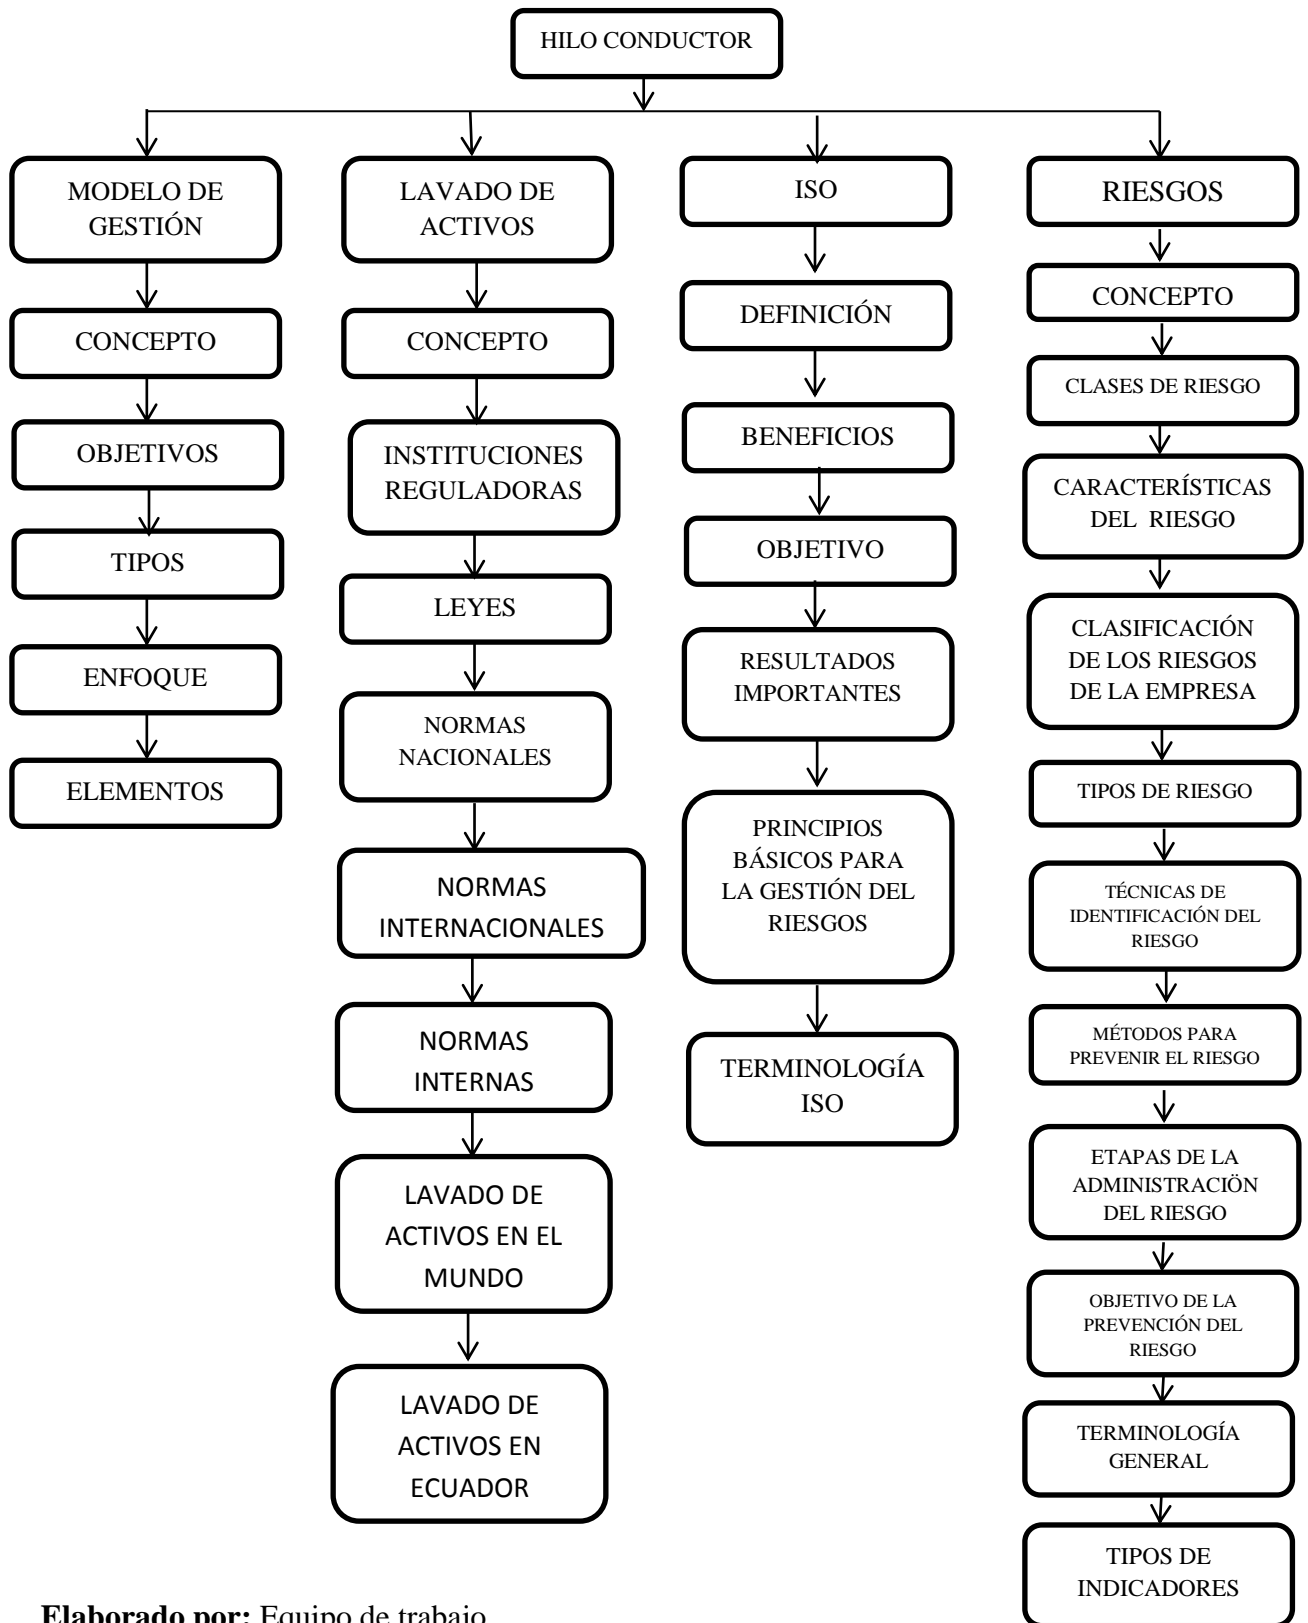 HILO CONDUCTOR
MODELO DE
GESTIÓN
CONCEPTO
OBJETIVOS
TIPOS
ENFOQUE
ELEMENTOS
LAVADO DE
ACTIVOS
CONCEPTO
INSTITUCIONES
REGULADORAS
LEYES
NORMAS
NACIONALES
NORMAS
INTERNACIONALES
NORMAS
INTERNAS
LAVADO DE
ACTIVOS EN EL
MUNDO
LAVADO DE
ACTIVOS EN
ECUADOR
ISO
DEFINICIÓN
BENEFICIOS
OBJETIVO
RESULTADOS
IMPORTANTES
PRINCIPIOS
BÁSICOS PARA
LA GESTIÓN DEL
RIESGOS
TERMINOLOGÍA
ISO
RIESGOS
CONCEPTO
CLASES DE RIESGO
CARACTERÍSTICAS
DEL RIESGO
CLASIFICACIÓN
DE LOS RIESGOS
DE LA EMPRESA
TIPOS DE RIESGO
TÉCNICAS DE
IDENTIFICACIÓN DEL
RIESGO
MÉTODOS PARA
PREVENIR EL RIESGO
ETAPAS DE LA
ADMINISTRACIÖN
DEL RIESGO
OBJETIVO DE LA
PREVENCIÓN DEL
RIESGO
TERMINOLOGÍA
GENERAL
TIPOS DE
INDICADORES
Elaborado por: Equipo de trabajo